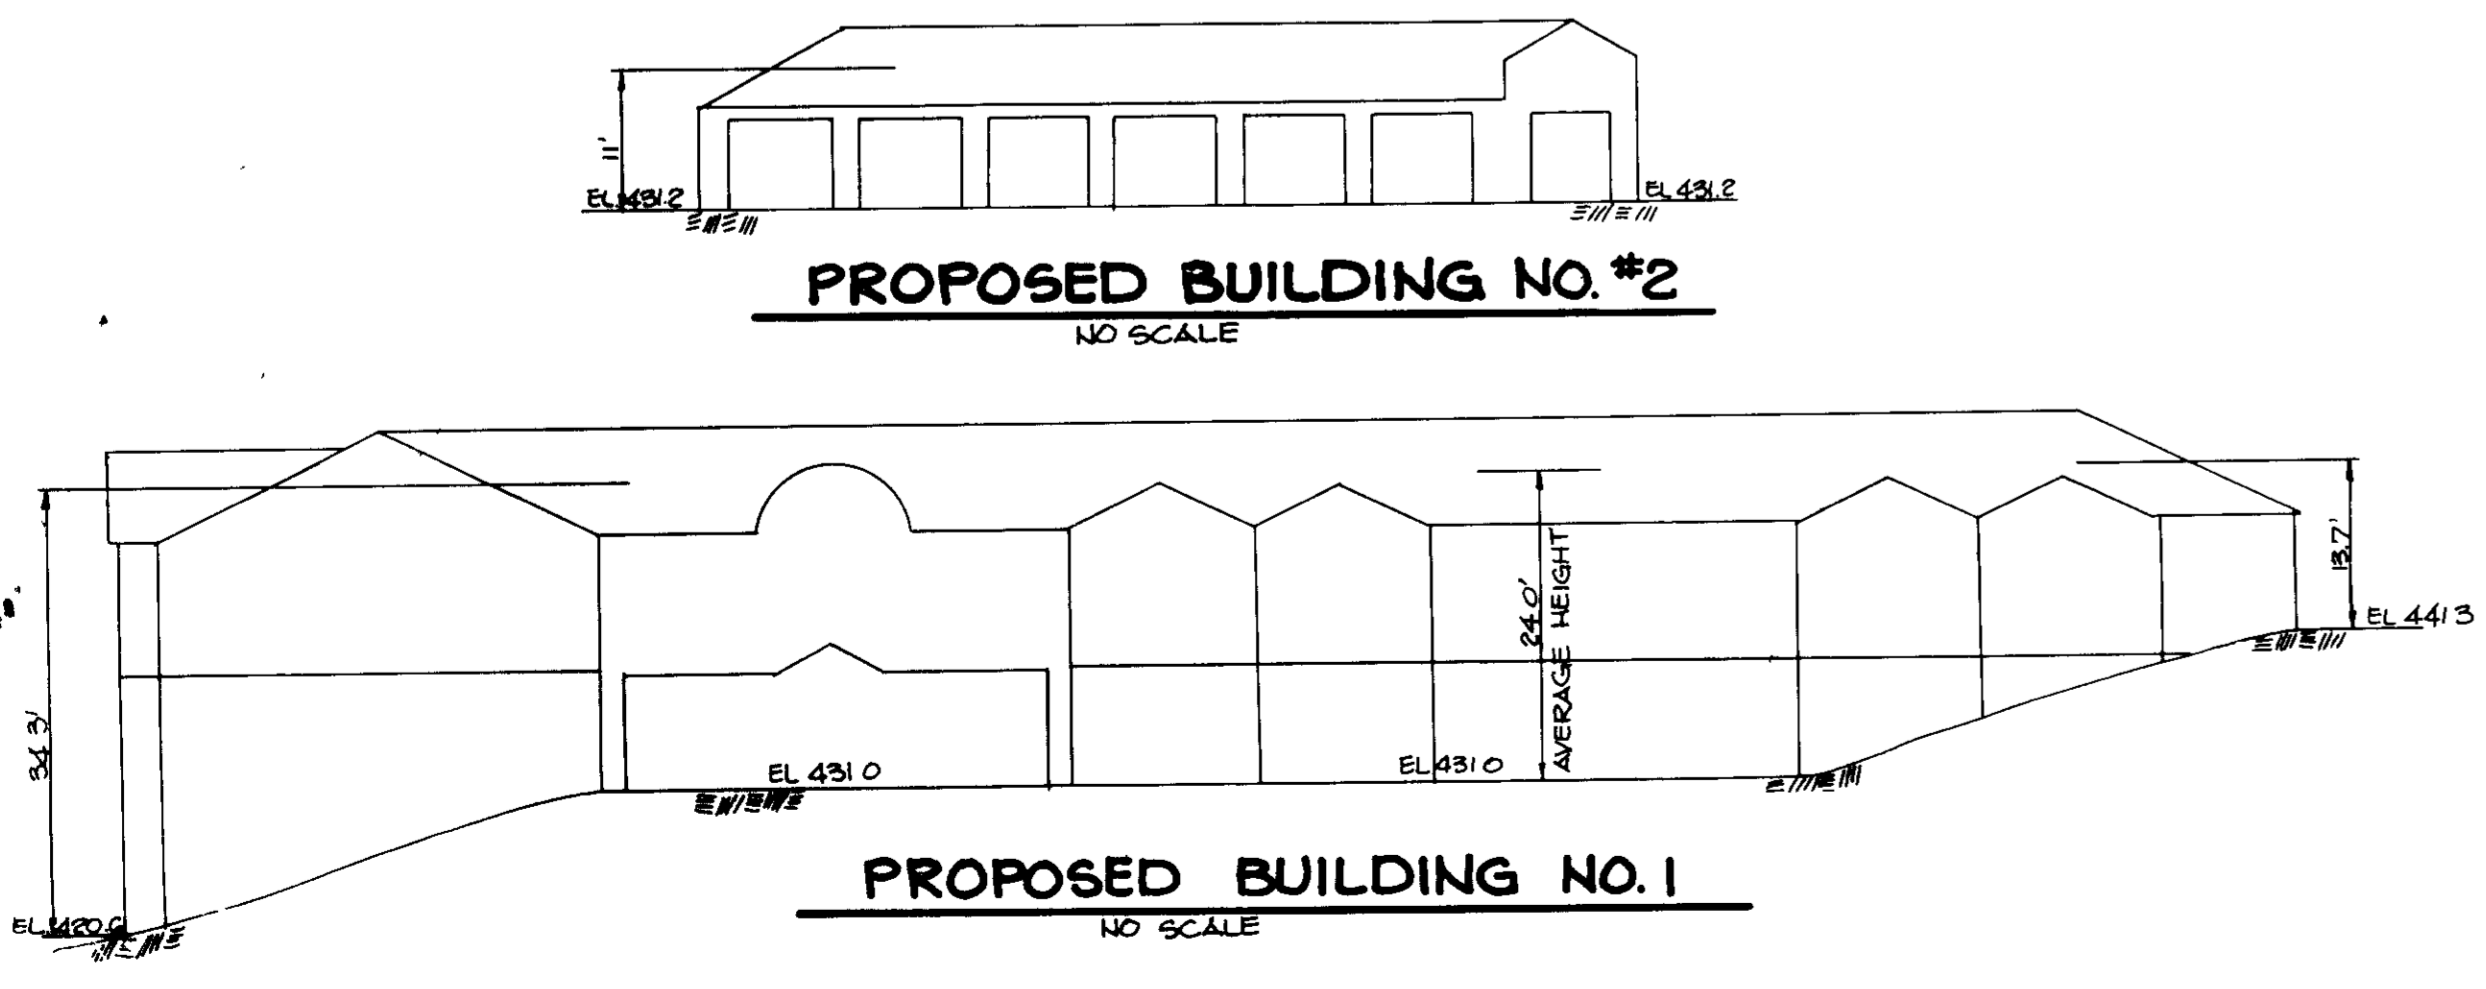 11'
EL 431.2
EL 431.2
PROPOSED BUILDING NO. #2
NO SCALE
34 3'
24 0'
AVERAGE HEIGHT
13.7'
EL 441 3
EL 431 0
EL 431 0
EL 420.6
PROPOSED BUILDING NO. 1
NO SCALE